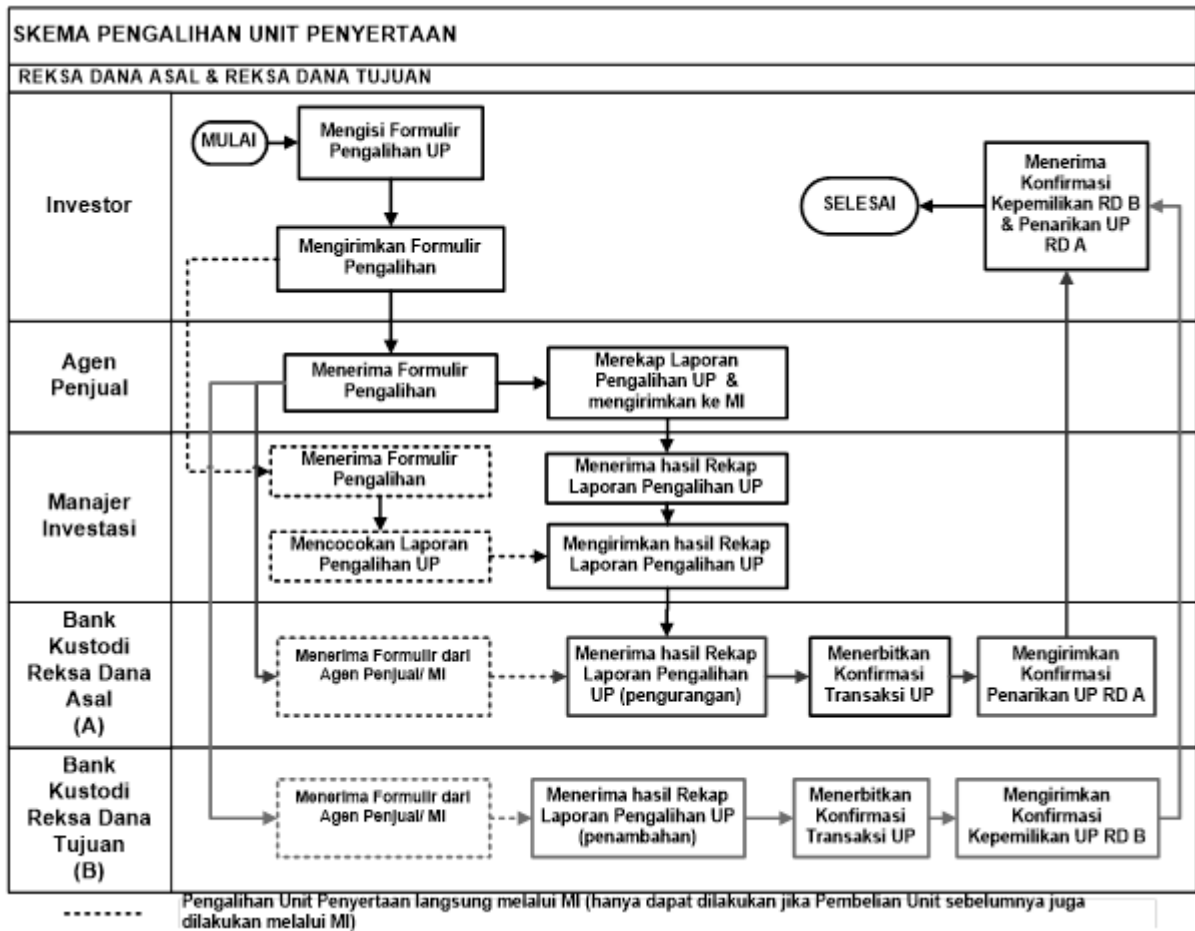 SKEMA PENGALIHAN UNIT PENYERTAAN
REKSA DANA ASAL & REKSA DANA TUJUAN
Investor
MULAI
Mengisi Formulir
Pengalihan UP
Mengirimkan Formulir
Pengalihan
SELESAI
Menerima
Konfirmasi
Kepemilikan RD B
& Penarikan UP
RD A
Agen
Penjual
Menerima Formulir
Pengalihan
Merekap Laporan
Pengalihan UP &
mengirimkan ke MI
Manajer
Investasi
Menerima Formulir
Pengalihan
Menerima hasil Rekap
Laporan Pengalihan UP
Mencocokan Laporan
Pengalihan UP
Mengirimkan hasil Rekap
Laporan Pengalihan UP
Bank
Kustodi
Reksa Dana
Asal
(A)
Menerima Formulir dari
Agen Penjual/ MI
Menerima hasil Rekap
Laporan Pengalihan
UP (pengurangan)
Menerbitkan
Konfirmasi
Transaksi UP
Mengirimkan
Konfirmasi
Penarikan UP RD A
Bank
Kustodi
Reksa Dana
Tujuan
(B)
Menerima Formulir dari
Agen Penjual/ MI
Menerima hasil Rekap
Laporan Pengalihan UP
(penambahan)
Menerbitkan
Konfirmasi
Transaksi UP
Mengirimkan
Konfirmasi
Kepemilikan UP RD B
Pengalihan Unit Penyertaan langsung melalui MI (hanya dapat dilakukan jika Pembelian Unit sebelumnya juga
dilakukan melalui MI)